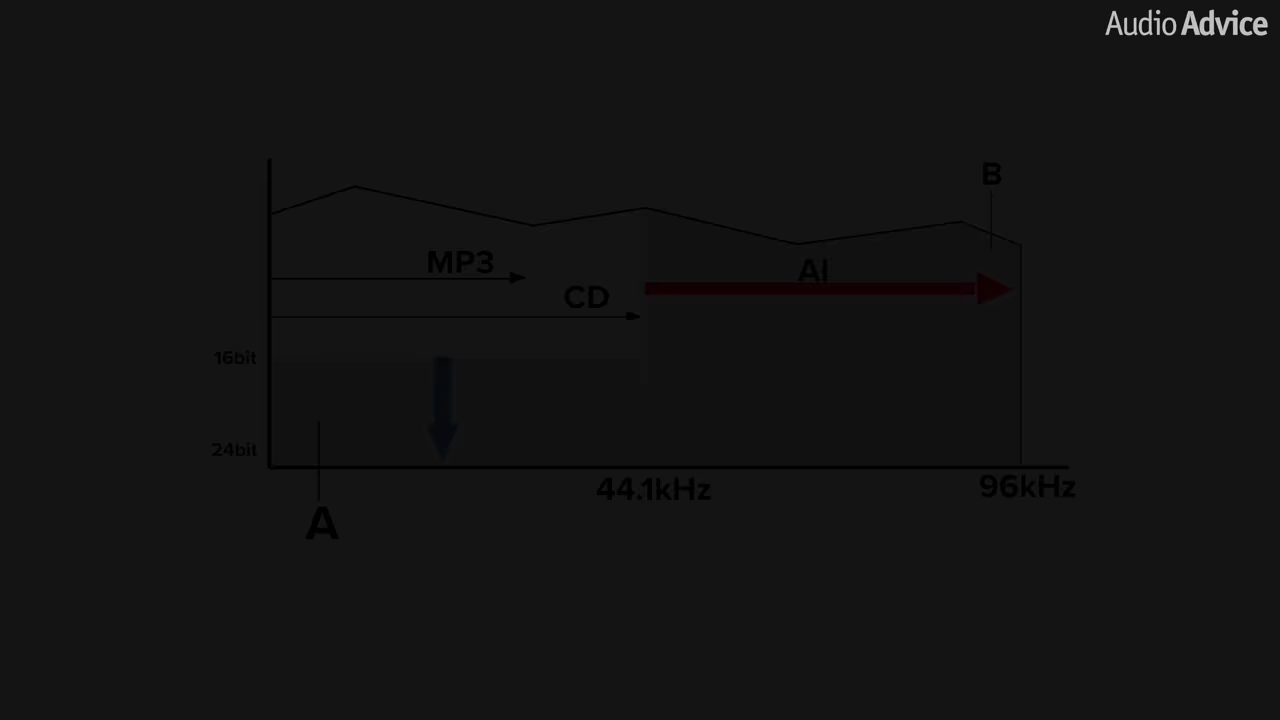 Audio Advice
B
MP3
AI
CD
16bit
24bit
44.1kHz
96kHz
A